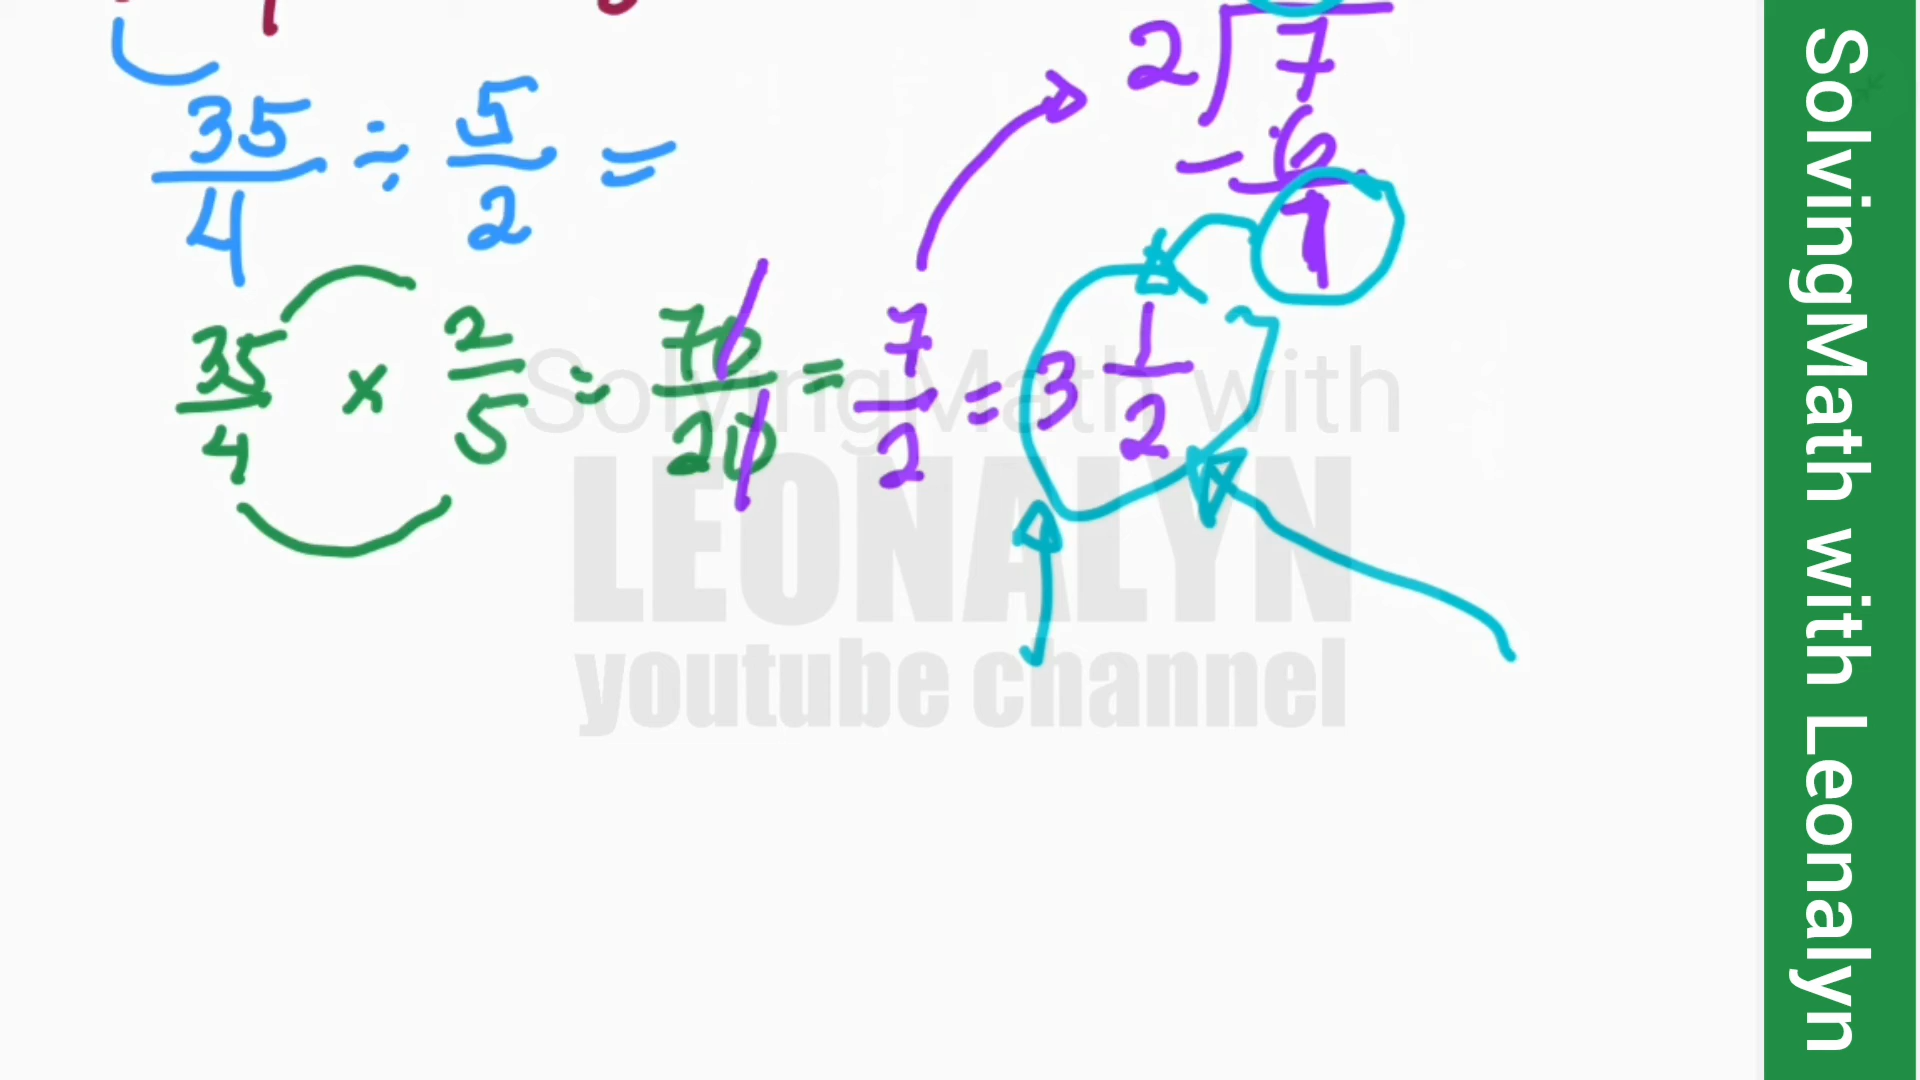 2 7
35/4 ÷ 5/2 =
- 6
1
35/4 x 2/5 = 70/20 = 7/2 = 3 1/2
SolvingMath with
LEONALYN
youtube channel
SolvingMath with Leonalyn